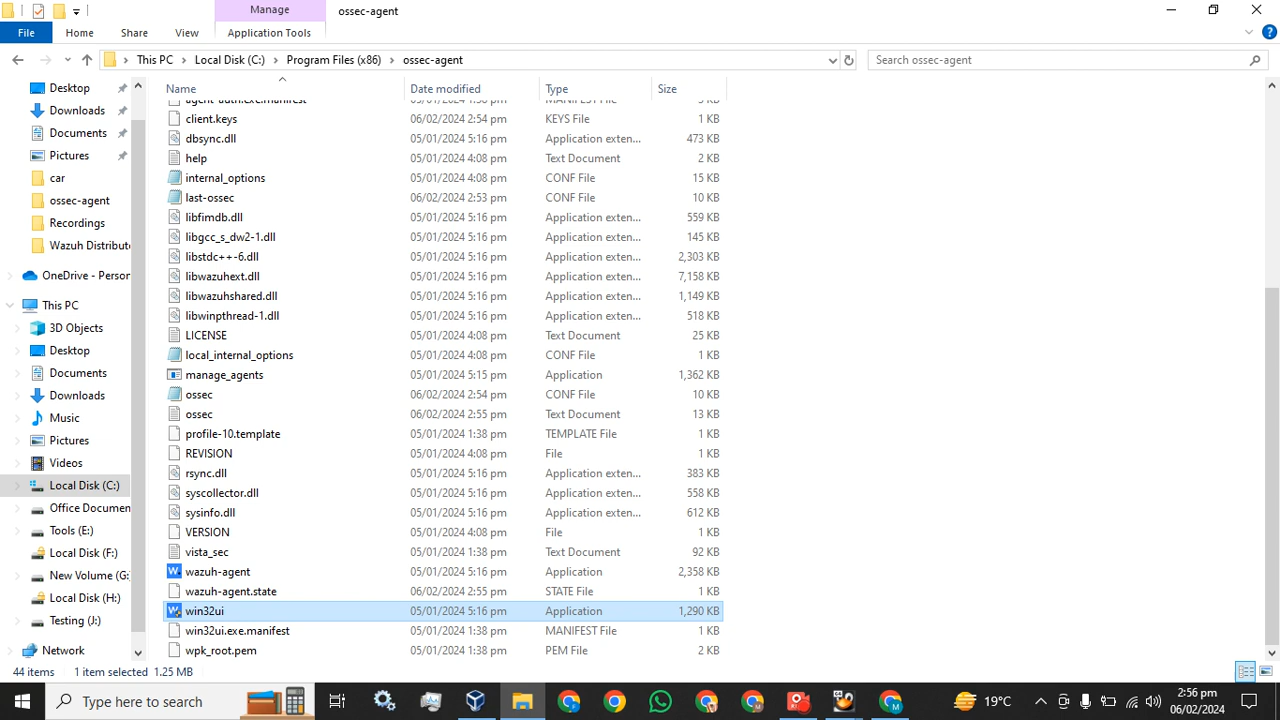 Manage
ossec-agent
File
Home
Share
View
Application Tools
This PC
Local Disk (C:)
Program Files (x86)
ossec-agent
Search ossec-agent
Name
Date modified
Type
Size
Desktop
Downloads
Documents
Pictures
car
ossec-agent
Recordings
Wazuh Distribute
OneDrive - Person
This PC
3D Objects
Desktop
Documents
Downloads
Music
Pictures
Videos
Local Disk (C:)
Office Documen
Tools (E:)
Local Disk (F:)
New Volume (G:
Local Disk (H:)
Testing (J:)
Network
agent-auth.exe.manifest 05/01/2024 1:38 pm MANIFEST File
client.keys 06/02/2024 2:54 pm KEYS File 1 KB
dbsync.dll 05/01/2024 5:16 pm Application exten... 473 KB
help 05/01/2024 4:08 pm Text Document 2 KB
internal_options 05/01/2024 4:08 pm CONF File 15 KB
last-ossec 06/02/2024 2:53 pm CONF File 10 KB
libfimdb.dll 05/01/2024 5:16 pm Application exten... 559 KB
libgcc_s_dw2-1.dll 05/01/2024 5:16 pm Application exten... 145 KB
libstdc++-6.dll 05/01/2024 5:16 pm Application exten... 2,303 KB
libwazuhext.dll 05/01/2024 5:16 pm Application exten... 7,158 KB
libwazuhshared.dll 05/01/2024 5:16 pm Application exten... 1,149 KB
libwinpthread-1.dll 05/01/2024 5:16 pm Application exten... 518 KB
LICENSE 05/01/2024 4:08 pm Text Document 25 KB
local_internal_options 05/01/2024 4:08 pm CONF File 1 KB
manage_agents 05/01/2024 5:15 pm Application 1,362 KB
ossec 06/02/2024 2:54 pm CONF File 10 KB
ossec 06/02/2024 2:55 pm Text Document 13 KB
profile-10.template 05/01/2024 1:38 pm TEMPLATE File 1 KB
REVISION 05/01/2024 4:08 pm File 1 KB
rsync.dll 05/01/2024 5:16 pm Application exten... 383 KB
syscollector.dll 05/01/2024 5:16 pm Application exten... 558 KB
sysinfo.dll 05/01/2024 5:16 pm Application exten... 612 KB
VERSION 05/01/2024 4:08 pm File 1 KB
vista_sec 05/01/2024 1:38 pm Text Document 92 KB
wazuh-agent 05/01/2024 5:16 pm Application 2,358 KB
wazuh-agent.state 06/02/2024 2:55 pm STATE File 1 KB
win32ui 05/01/2024 5:16 pm Application 1,290 KB
win32ui.exe.manifest 05/01/2024 1:38 pm MANIFEST File 1 KB
wpk_root.pem 05/01/2024 1:38 pm PEM File 2 KB
44 items 1 item selected 1.25 MB
Type here to search
19°C
2:56 pm
06/02/2024